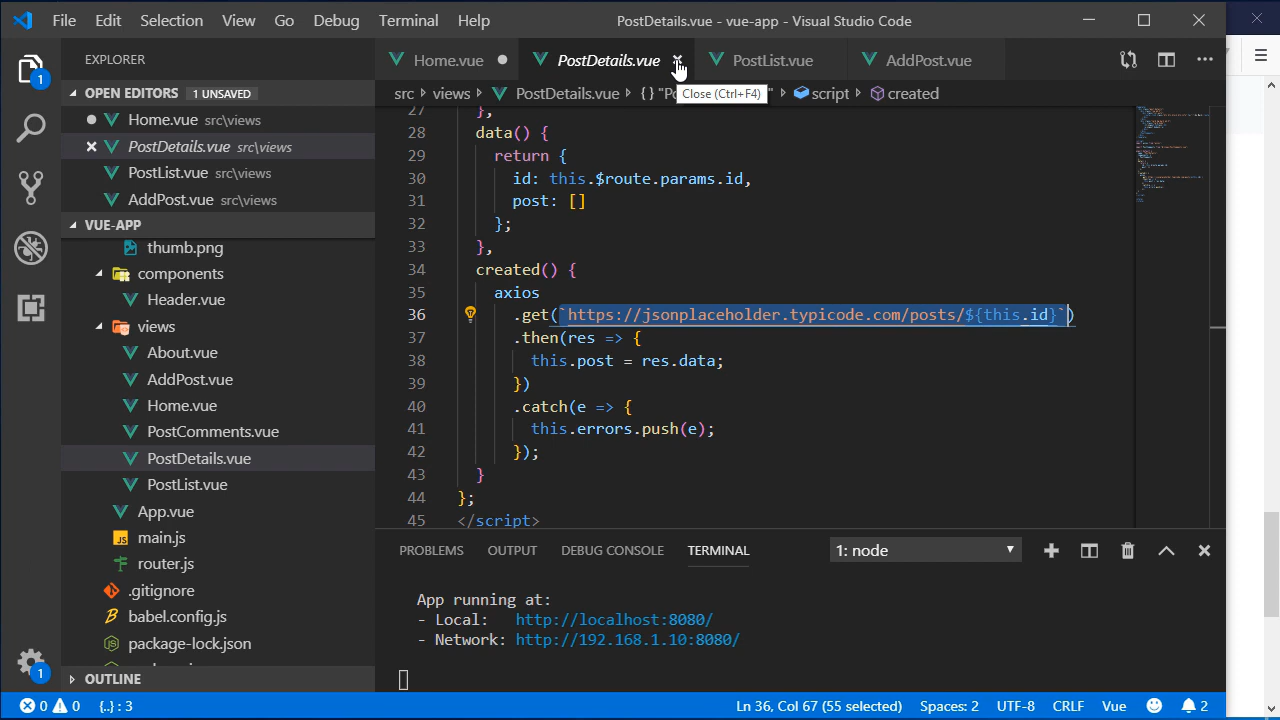 File Edit Selection View Go Debug Terminal Help PostDetails.vue - vue-app - Visual Studio Code
EXPLORER
OPEN EDITORS 1 UNSAVED
Home.vue src\views
PostDetails.vue src\views
PostList.vue src\views
AddPost.vue src\views
VUE-APP
thumb.png
components
Header.vue
views
About.vue
AddPost.vue
Home.vue
PostComments.vue
PostDetails.vue
PostList.vue
App.vue
JS main.js
router.js
.gitignore
babel.config.js
package-lock.json
OUTLINE
1
1
Home.vue PostDetails.vue PostList.vue AddPost.vue
Close (Ctrl+F4)
src views PostDetails.vue {} "Po " script created
27 },
28 data() {
29 return {
30 id: this.$route.params.id,
31 post: []
32 };
33 },
34 created() {
35 axios
36 .get(`https://jsonplaceholder.typicode.com/posts/${this.id}`)
37 .then(res => {
38 this.post = res.data;
39 })
40 .catch(e => {
41 this.errors.push(e);
42 });
43 }
44 };
45 </script>
PROBLEMS OUTPUT DEBUG CONSOLE TERMINAL 1: node
App running at:
- Local: http://localhost:8080/
- Network: http://192.168.1.10:8080/
0 0 {..} : 3 Ln 36, Col 67 (55 selected) Spaces: 2 UTF-8 CRLF Vue 2